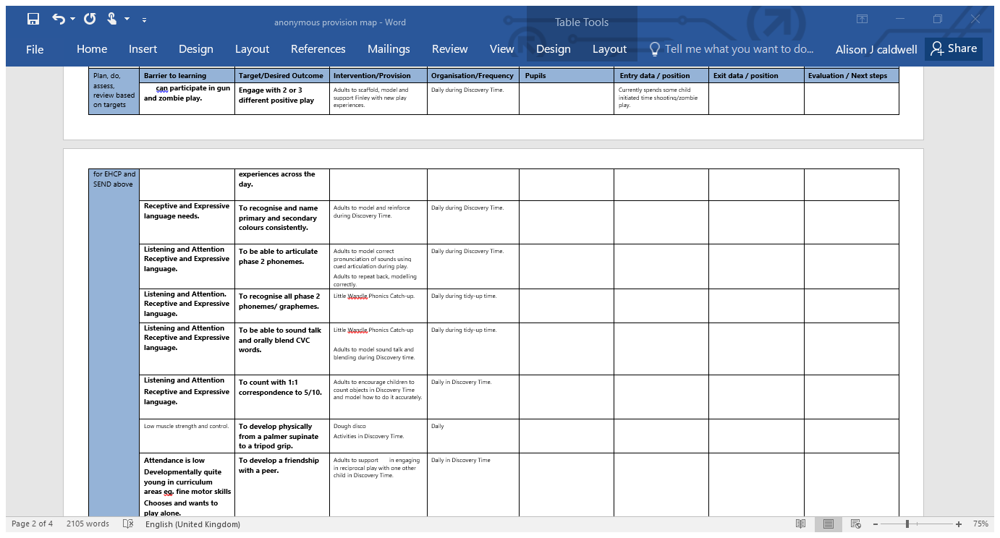 anonymous provision map - Word
Table Tools
File Home Insert Design Layout References Mailings Review View Design Layout Tell me what you want to do... Alison J caldwell Share
Plan, do,
assess,
review based
on targets
Barrier to learning
Target/Desired Outcome
Intervention/Provision
Organisation/Frequency
Pupils
Entry data / position
Exit data / position
Evaluation / Next steps
can participate in gun
and zombie play.
Engage with 2 or 3
different positive play
Adults to scaffold, model and
support Finley with new play
experiences.
Daily during Discovery Time.
Currently spends some child
initiated time shooting/zombie
play.
for EHCP and
SEND above
experiences across the
day.
Receptive and Expressive
language needs.
To recognise and name
primary and secondary
colours consistently.
Adults to model and reinforce
during Discovery Time.
Daily during Discovery Time.
Listening and Attention
Receptive and Expressive
language.
To be able to articulate
phase 2 phonemes.
Adults to model correct
pronunciation of sounds using
cued articulation during play.
Adults to repeat back, modelling
correctly.
Daily during Discovery Time.
Listening and Attention.
Receptive and Expressive
language.
To recognise all phase 2
phonemes/ graphemes.
Little Wandle Phonics Catch-up.
Daily during tidy-up time.
Listening and Attention
Receptive and Expressive
language.
To be able to sound talk
and orally blend CVC
words.
Little Wandle Phonics Catch-up
Adults to model sound talk and
blending during Discovery time.
Daily during tidy-up time.
Listening and Attention
Receptive and Expressive
language.
To count with 1:1
correspondence to 5/10.
Adults to encourage children to
count objects in Discovery Time
and model how to do it accurately.
Daily in Discovery Time.
Low muscle strength and control.
To develop physically
from a palmer supinate
to a tripod grip.
Dough disco
Activities in Discovery Time.
Daily
Attendance is low
Developmentally quite
young in curriculum
areas eg. fine motor skills
Chooses and wants to
play alone.
To develop a friendship
with a peer.
Adults to support in engaging
in reciprocal play with one other
child in Discovery Time.
Daily in Discovery Time
Page 2 of 4 2105 words English (United Kingdom) 75%